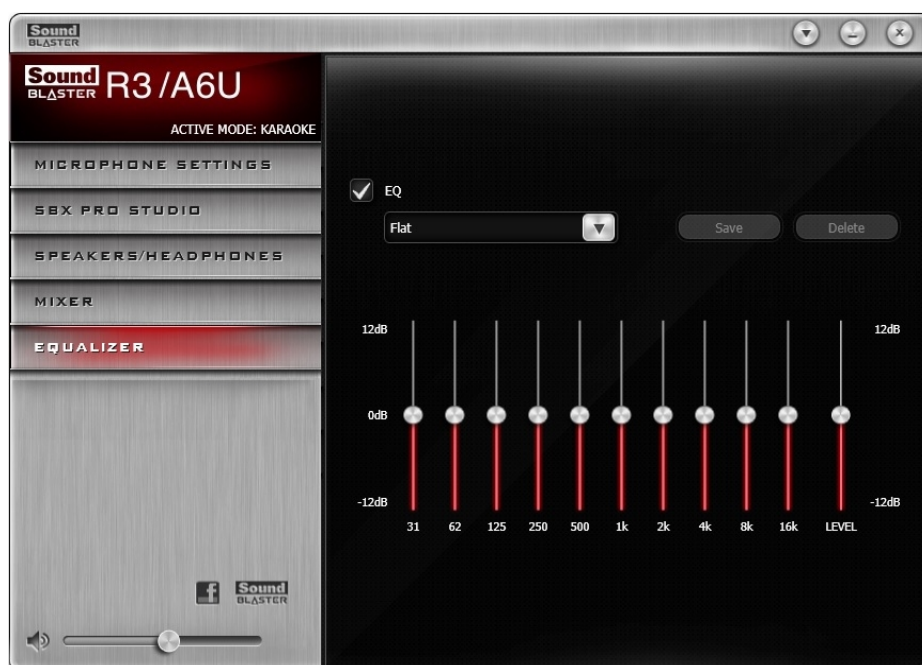 Sound
BLASTER
Sound
BLASTER R3 /A6U
ACTIVE MODE: KARAOKE
MICROPHONE SETTINGS
SBX PRO STUDIO
SPEAKERS/HEADPHONES
MIXER
EQUALIZER
EQ
Flat
Save
Delete
12dB
12dB
0dB
-12dB
-12dB
31
62
125
250
500
1k
2k
4k
8k
16k
LEVEL
f
Sound
BLASTER